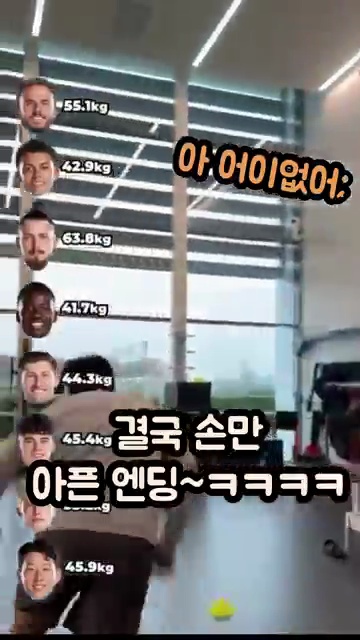 55.1kg
42.9kg
아 어이없어;
63.8kg
41.7kg
44.3kg
45.4kg
결국 손만
아픈 엔딩~ㅋㅋㅋㅋ
45.9kg